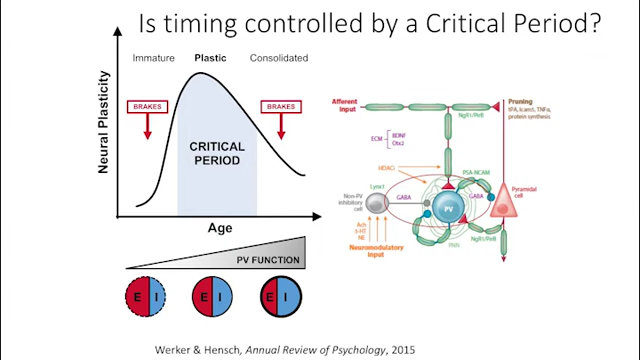 Is timing controlled by a Critical Period?
Immature
Plastic
Consolidated
Neural Plasticity
BRAKES
BRAKES
CRITICAL
PERIOD
Age
PV FUNCTION
E I
E I
E I
Afferent
input
NgR1/PirB
Pruning
tPA, Icam5, TNFα,
protein synthesis
ECM
BDNF
Otx2
HDACi
Lynx1
PSA-NCAM
Non-PV
inhibitory
cell
GABA
PV
GABA
Pyramidal
cell
ACh
5-HT
NE
PNN
NgR1/PirB
Neuromodulatory
input
Werker & Hensch, Annual Review of Psychology, 2015